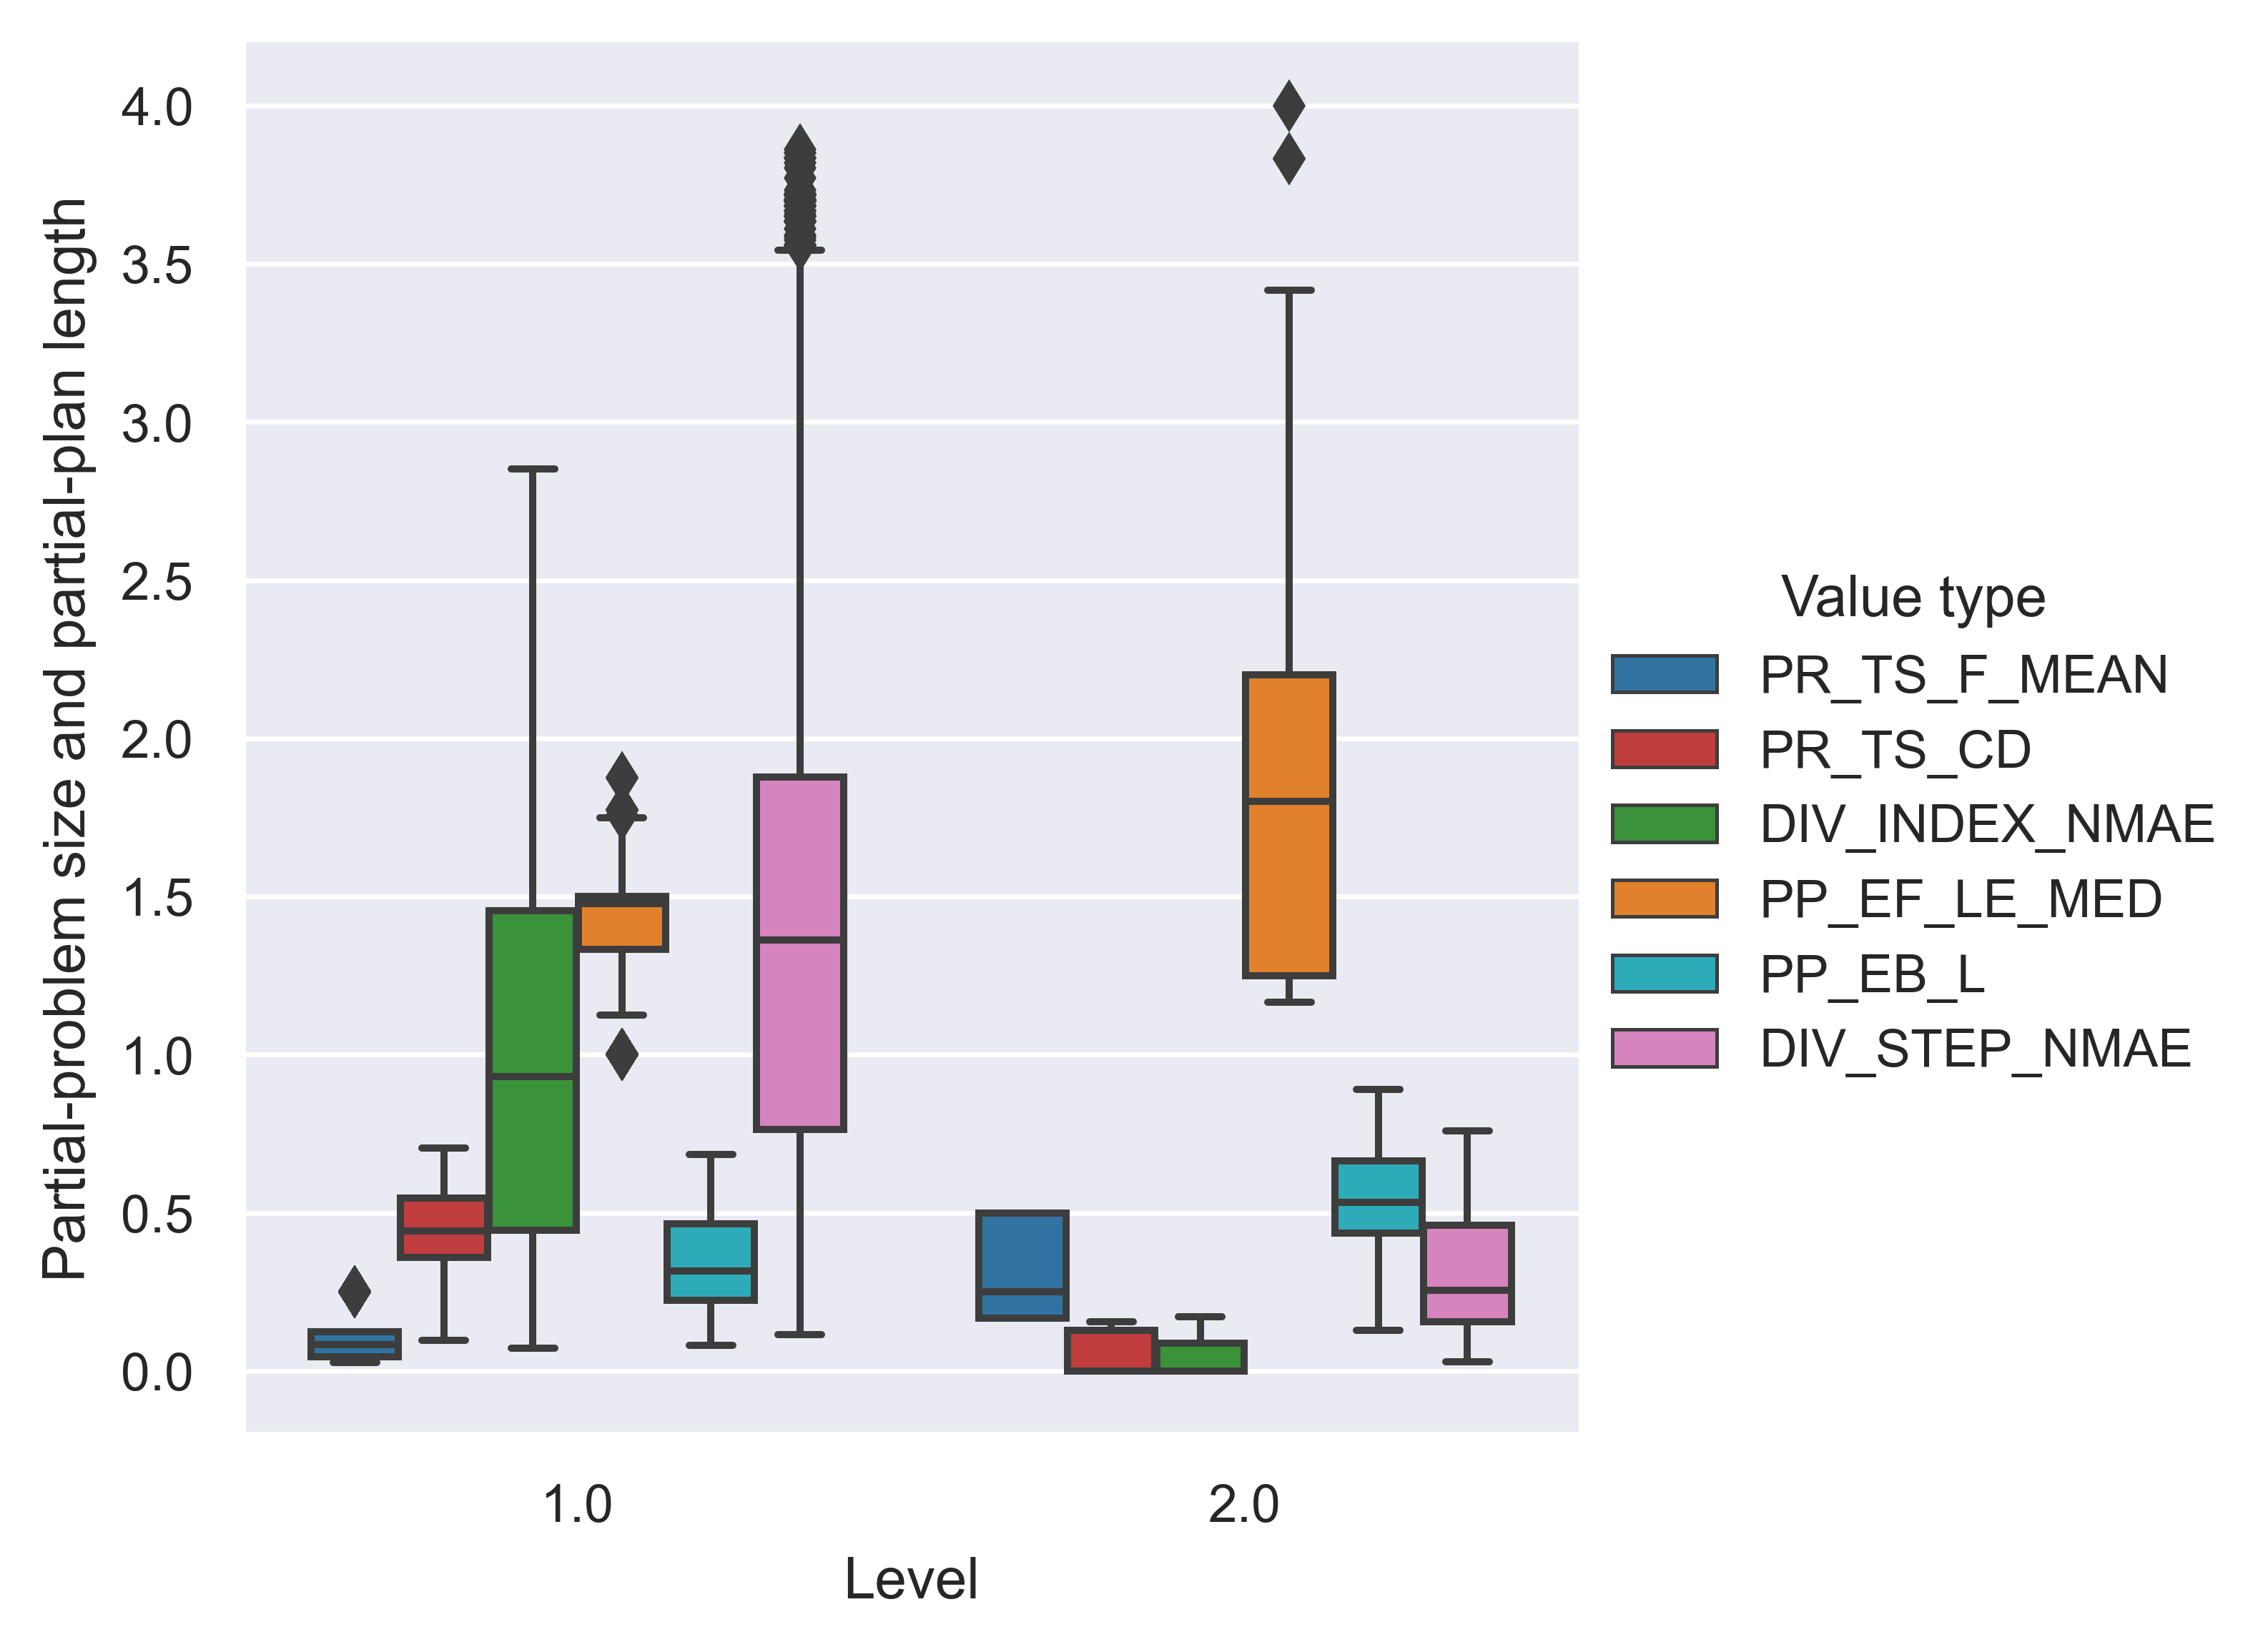 Partial-problem size and partial-plan length
4.0
3.5
3.0
2.5
2.0
1.5
1.0
0.5
0.0
1.0
2.0
Level
Value type
PR_TS_F_MEAN
PR_TS_CD
DIV_INDEX_NMAE
PP_EF_LE_MED
PP_EB_L
DIV_STEP_NMAE